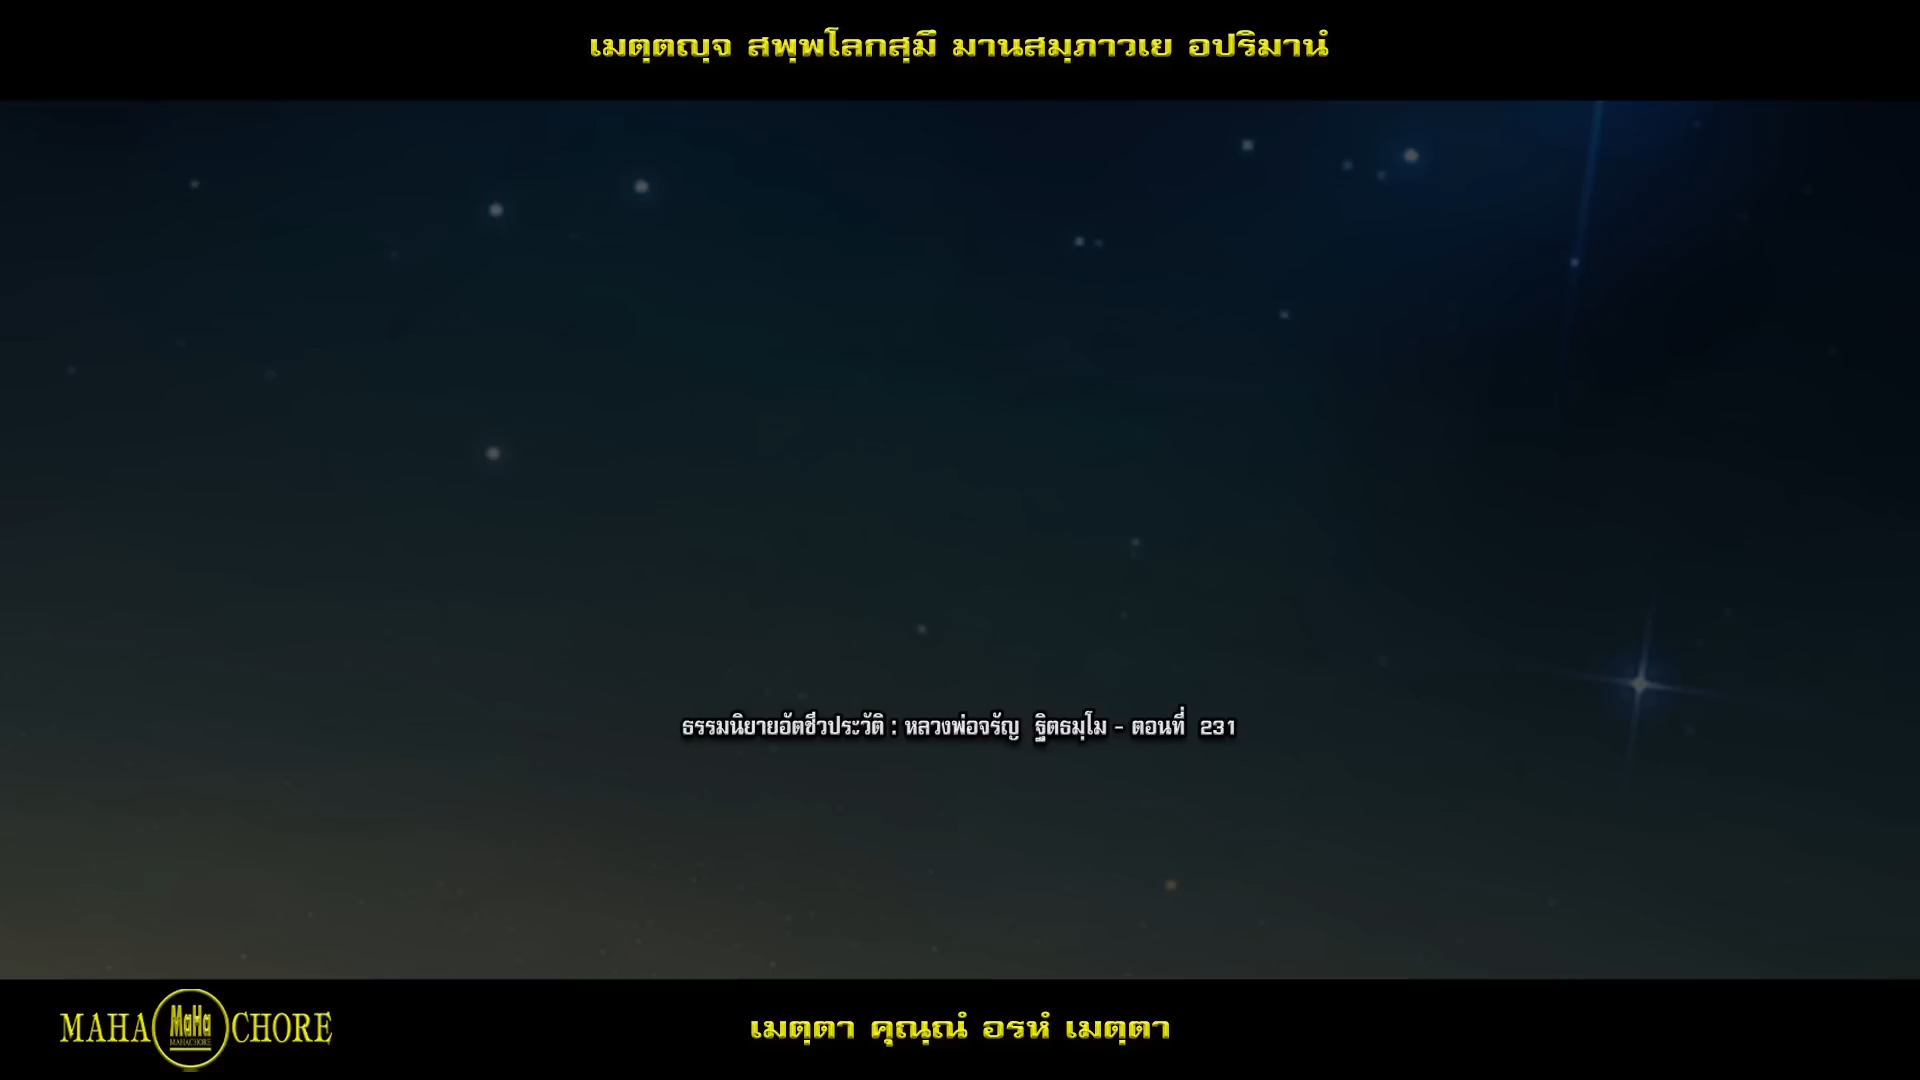 เมตฺตญฺจ สพฺพโลกสฺมึ มานสมฺภาวเย อปริมานํ
ธรรมนิยายอัตชีวประวัติ : หลวงพ่อจรัญ ฐิตธมฺโม - ตอนที่ 231
MAHA MaHa CHORE
MAHACHORE
เมตฺตา คุณฺณํ อรหํ เมตฺตา